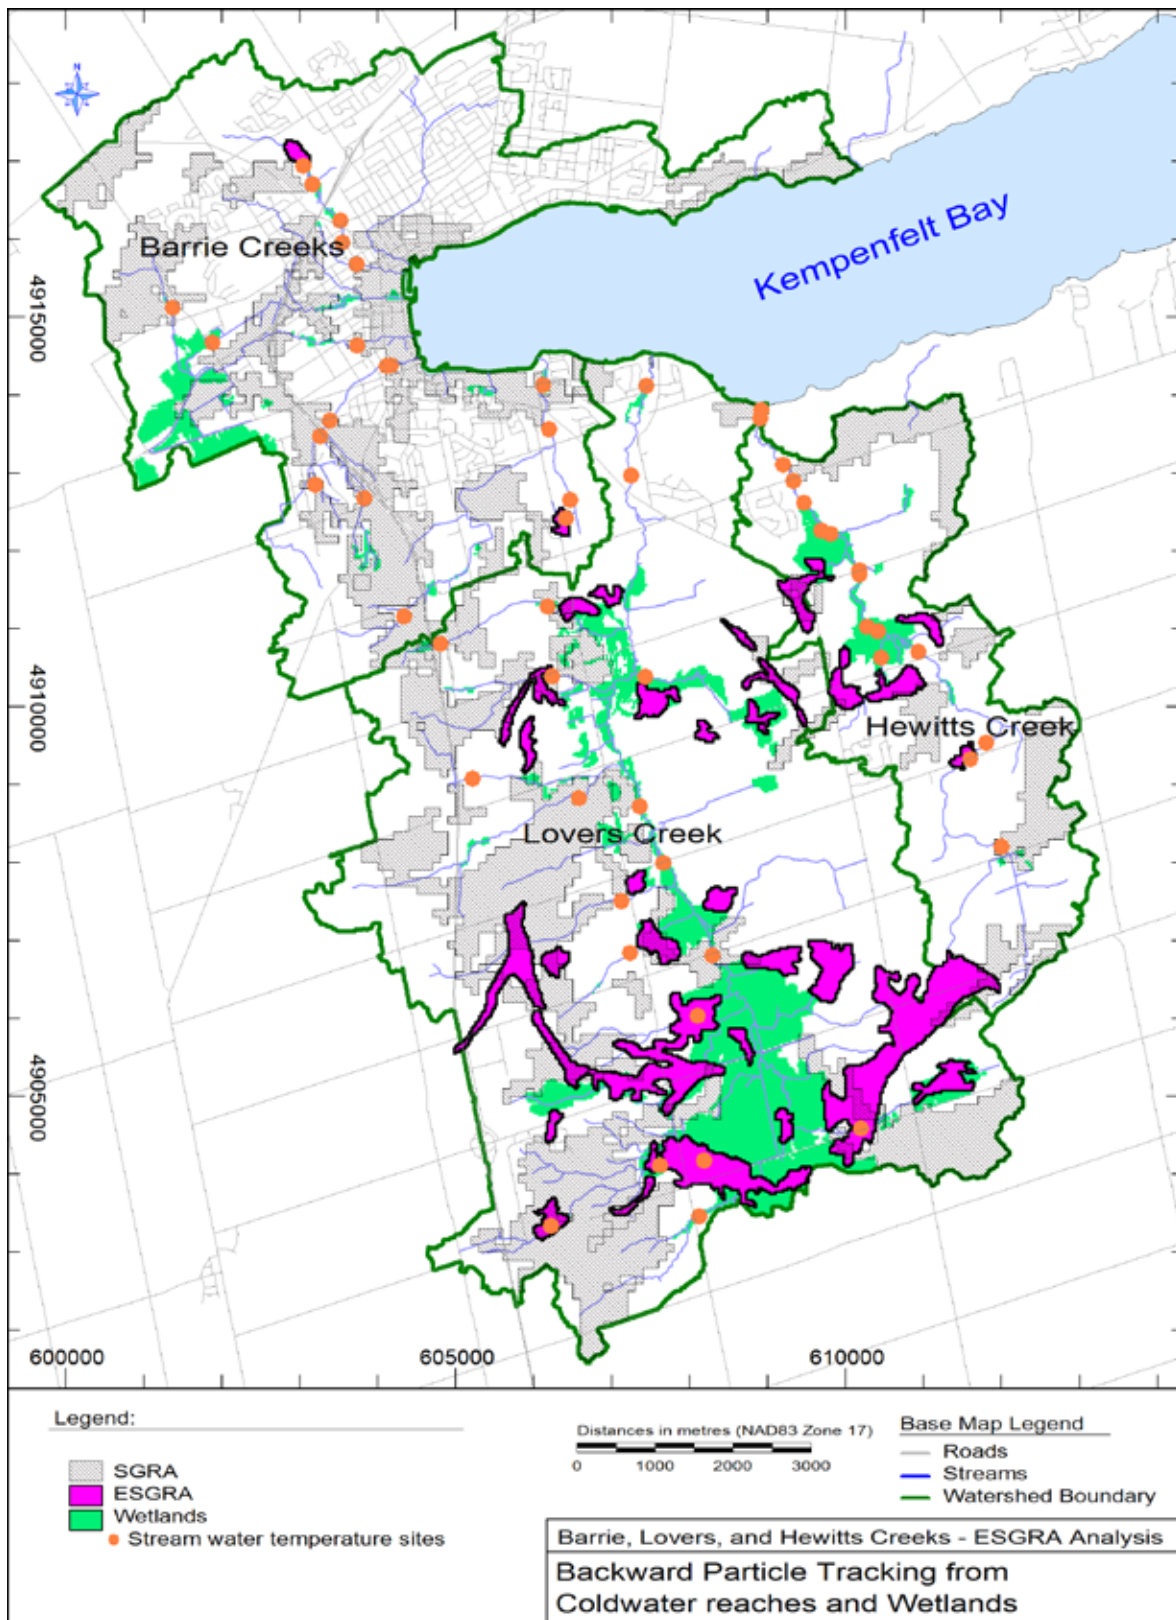 N
Barrie Creeks
Kempenfelt Bay
4915000
4910000
Hewitts Creek
Lovers Creek
4905000
600000
605000
610000
Legend:
SGRA
ESGRA
Wetlands
Stream water temperature sites
Distances in metres (NAD83 Zone 17)
0 1000 2000 3000
Base Map Legend
Roads
Streams
Watershed Boundary
Barrie, Lovers, and Hewitts Creeks - ESGRA Analysis
Backward Particle Tracking from
Coldwater reaches and Wetlands